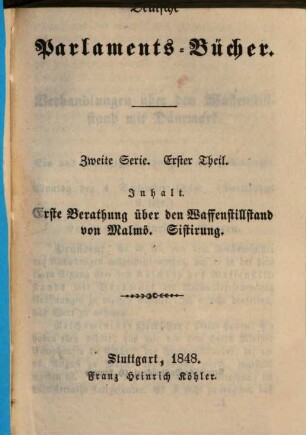 Deutsche
Parlaments-Bücher.
Zweite Serie. Erster Theil.
Inhalt.
Erste Berathung über den Waffenstillstand
von Malmö. Sistirung.
Stuttgart, 1848.
Franz Heinrich Köhler.